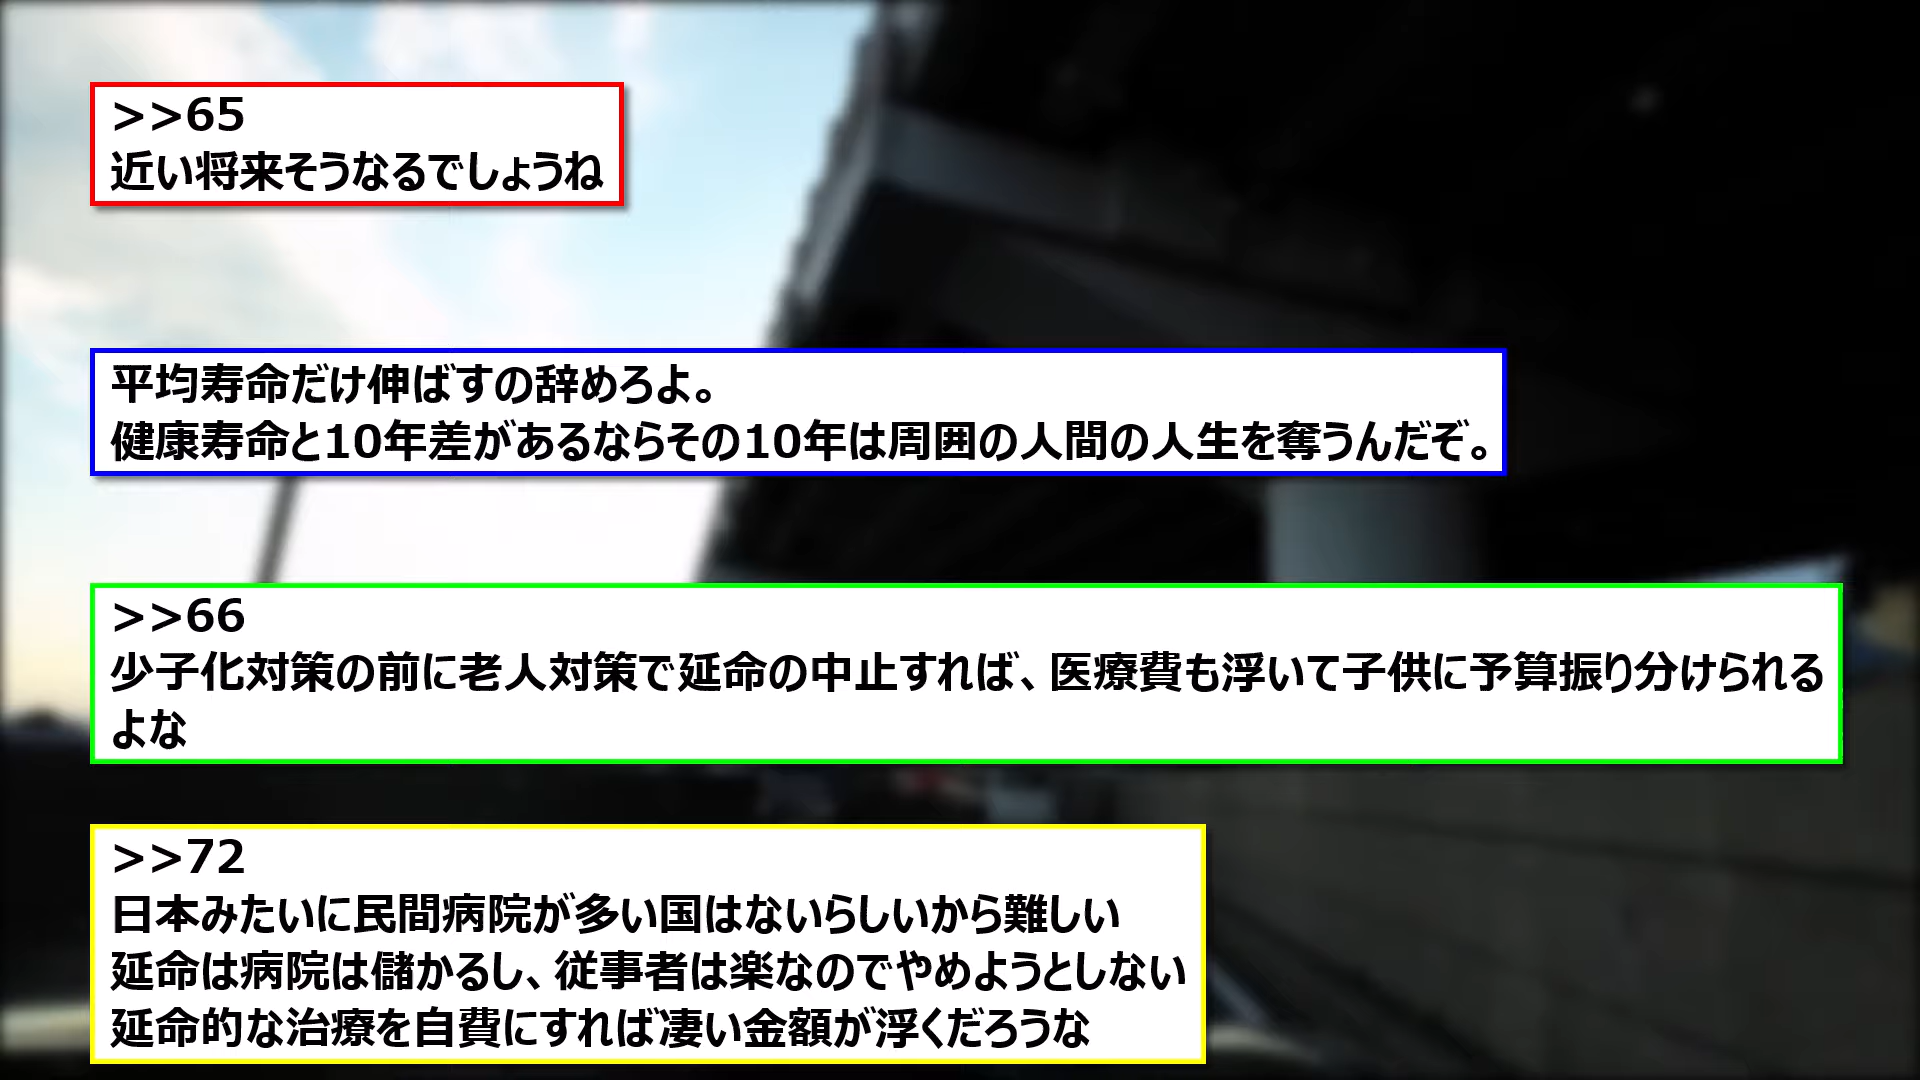 >>65
近い将来そうなるでしょうね
平均寿命だけ伸ばすの辞めろよ。
健康寿命と10年差があるならその10年は周囲の人間の人生を奪うんだぞ。
>>66
少子化対策の前に老人対策で延命の中止すれば、医療費も浮いて子供に予算振り分けられる
よな
>>72
日本みたいに民間病院が多い国はないらしいから難しい
延命は病院は儲かるし、従事者は楽なのでやめようとしない
延命的な治療を自費にすれば凄い金額が浮くだろうな